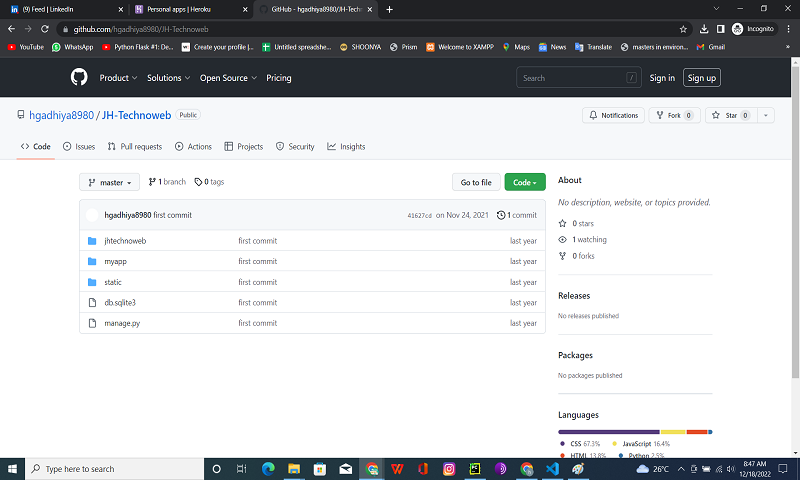 (9) Feed | LinkedIn
Personal apps | Heroku
GitHub - hgadhiya8980/JH-Techno
github.com/hgadhiya8980/JH-Technoweb
Incognito
YouTube
WhatsApp
Python Flask #1: De...
Create your profile |...
Untitled spreadshe...
SHOONYA
Prism
Welcome to XAMPP
Maps
News
Translate
masters in environ...
Gmail
Product
Solutions
Open Source
Pricing
Search
/
Sign in
Sign up
hgadhiya8980 / JH-Technoweb
Public
Notifications
Fork 0
Star 0
Code
Issues
Pull requests
Actions
Projects
Security
Insights
master
1 branch
0 tags
Go to file
Code
hgadhiya8980 first commit
41627cd on Nov 24, 2021
1 commit
jhtechnoweb first commit last year
myapp first commit last year
static first commit last year
db.sqlite3 first commit last year
manage.py first commit last year
About
No description, website, or topics provided.
0 stars
1 watching
0 forks
Releases
No releases published
Packages
No packages published
Languages
CSS 67.3% JavaScript 16.4%
HTML 13.8% Python 2.5%
Type here to search
26°C
8:47 AM
12/18/2022